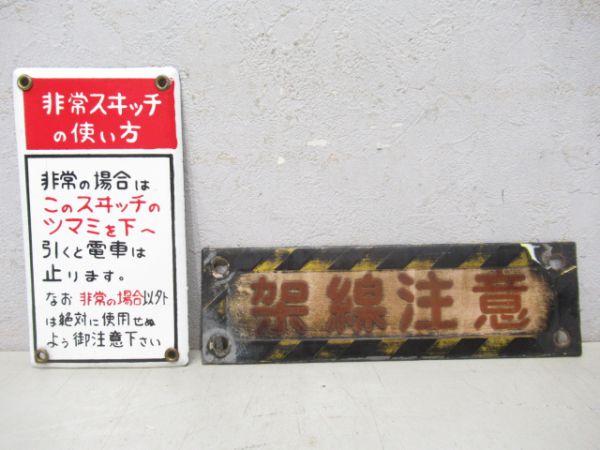 非常スヰッチ
の使い方
非常の場合は
このスヰッチの
ツマミを下へ
引くと電車は
止ります。
なお非常の場合以外
は絶対に使用せぬ
よう御注意下さい
架線注意